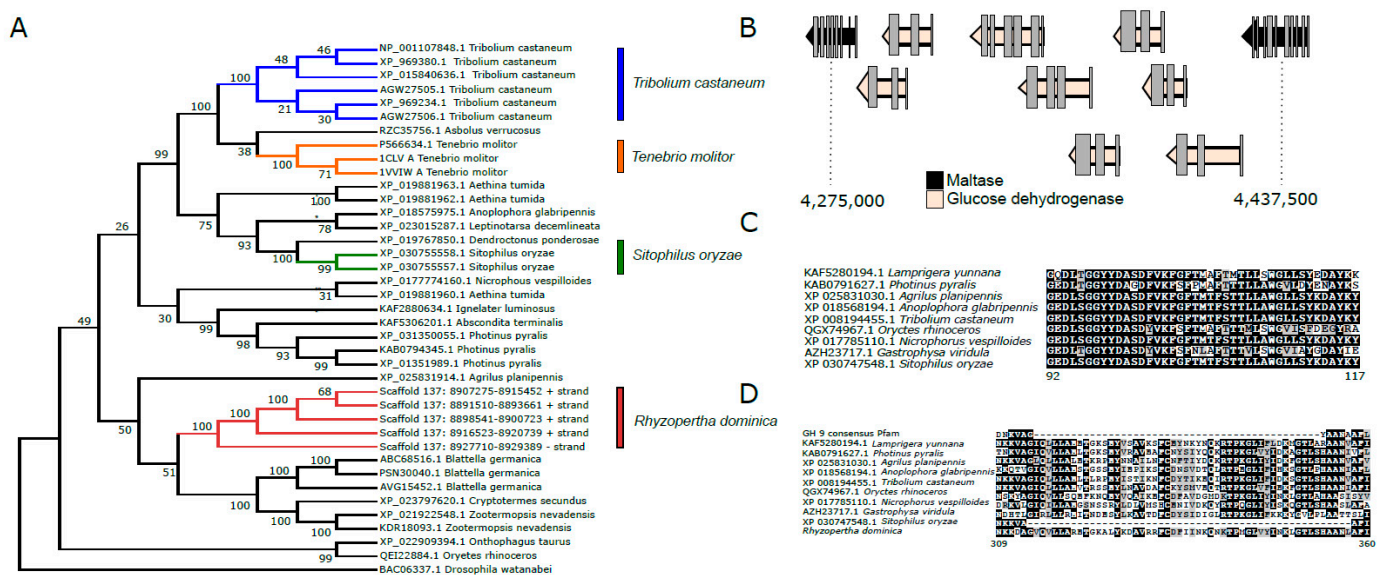 A
NP_001107848.1 Tribolium castaneum
XP_969380.1 Tribolium castaneum
XP_015840636.1 Tribolium castaneum
AGW27505.1 Tribolium castaneum
XP_969234.1 Tribolium castaneum
AGW27506.1 Tribolium castaneum
RZC35756.1 Asbolus verrucosus
P566634.1 Tenebrio molitor
1CLV A Tenebrio molitor
1VVIW A Tenebrio molitor
XP_019881963.1 Aethina tumida
XP_019881962.1 Aethina tumida
XP_018575975.1 Anoplophora glabripennis
XP_023015287.1 Leptinotarsa decemlineata
XP_019767850.1 Dendroctonus ponderosae
XP_030755558.1 Sitophilus oryzae
XP_030755557.1 Sitophilus oryzae
XP_0177774160.1 Nicrophous vespilloides
XP_019881960.1 Aethina tumida
KAF2880634.1 Ignelater luminosus
KAF5306201.1 Abscondita terminalis
XP_031350055.1 Photinus pyralis
KAB0794345.1 Photinus pyralis
XP_01351989.1 Photinus pyralis
XP_025831914.1 Agrilus planipennis
Scaffold 137: 8907275-8915452 + strand
Scaffold 137: 8891510-8893661 + strand
Scaffold 137: 8898541-8900723 + strand
Scaffold 137: 8916523-8920739 + strand
Scaffold 137: 8927710-8929389 - strand
ABC68516.1 Blattella germanica
PSN30040.1 Blattella germanica
AVG15452.1 Blattella germanica
XP_023797620.1 Cryptotermes secundus
XP_021922548.1 Zootermopsis nevadensis
KDR18093.1 Zootermopsis nevadensis
XP_022909394.1 Onthophagus taurus
QEI22884.1 Oryetes rhinoceros
BAC06337.1 Drosophila watanabei
46
48
100
21
30
100
38
100
71
99
100
75
78
93
100
99
26
31
30
99
98
93
99
49
50
68
100
100
100
51
100
100
100
100
99
Tribolium castaneum
Tenebrio molitor
Sitophilus oryzae
Rhyzopertha dominica
B
Maltase
Glucose dehydrogenase
4,275,000
4,437,500
C
KAF5280194.1 Lamprigera yunnana GQDLTGGYYDASDFVKFGFTMAFTMTLLSWGLLSYEDAYKK
KAB0791627.1 Photinus pyralis GEDLTGGYYDAGDFVKFSFPMAFTTTLLAWGVLDYENAYKS
XP 025831030.1 Agrilus planipennis GEDLSGGYYDASDFVKFGFTMTFSTTLLAWGLLSYKDAYKY
XP 018568194.1 Anoplophora glabripennis GEDLSGGYYDASDFVKFGFTMTFSTTLLAWGLLSYKDAYKY
XP 008194455.1 Tribolium castaneum GEDLSGGYYDASDFVKFGFTMTFSTTLLAWGLLSYKDAYKY
QGX74967.1 Oryctes rhinoceros
XP 017785110.1 Nicrophorus vespilloides GEDLSGGYYDASDFVKFGFTMTFSTTLLAWGLLSYKDAYKY
AZH23717.1 Gastrophysa viridula
XP 030747548.1 Sitophilus oryzae GEDLSGGYYDASDFVKFGFTMTFSTTLLAWGLLSYKDAYKY
92 117
D
GH 9 consensus Pfam
KAF5280194.1 Lamprigera yunnana
KAB0791627.1 Photinus pyralis
XP 025831030.1 Agrilus planipennis
XP 018568194.1 Anoplophora glabripennis
XP 008194455.1 Tribolium castaneum
QGX74967.1 Oryctes rhinoceros
XP 017785110.1 Nicrophorus vespilloides
AZH23717.1 Gastrophysa viridula
XP 030747548.1 Sitophilus oryzae
Rhyzopertha dominica
309 360